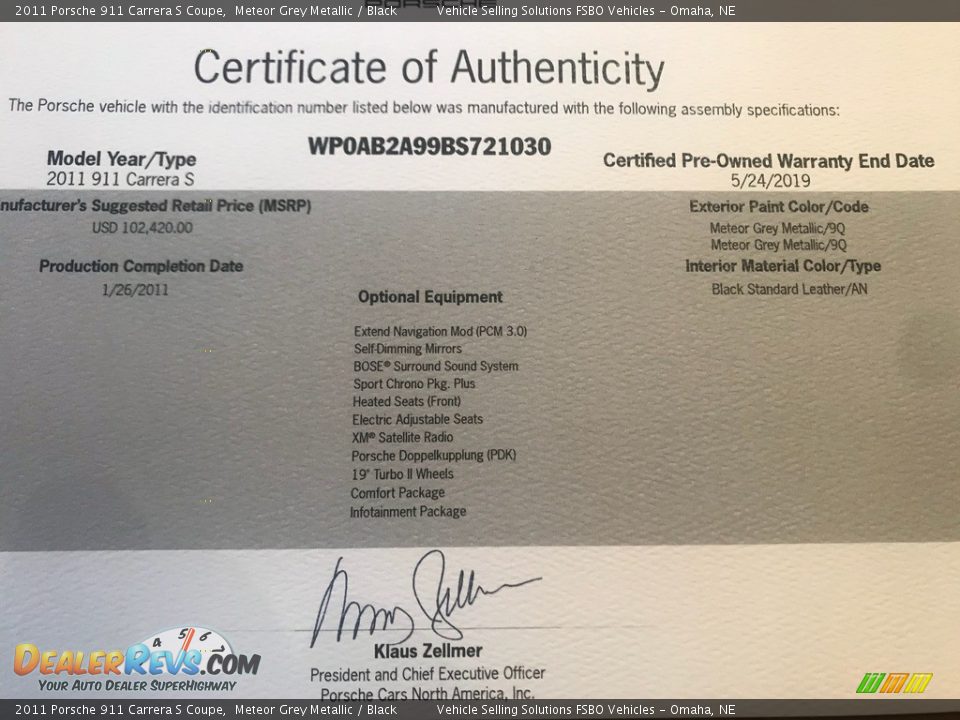 2011 Porsche 911 Carrera S Coupe,  Meteor Grey Metallic / Black          Vehicle Selling Solutions FSBO Vehicles - Omaha, NE
PORSCHE
Certificate of Authenticity
The Porsche vehicle with the identification number listed below was manufactured with the following assembly specifications:
WP0AB2A99BS721030
Model Year/Type
2011 911 Carrera S
Certified Pre-Owned Warranty End Date
5/24/2019
nufacturer's Suggested Retail Price (MSRP)
USD 102,420.00
Exterior Paint Color/Code
Meteor Grey Metallic/9Q
Meteor Grey Metallic/9Q
Production Completion Date
1/26/2011
Interior Material Color/Type
Black Standard Leather/AN
Optional Equipment
Extend Navigation Mod (PCM 3.0)
Self-Dimming Mirrors
BOSE® Surround Sound System
Sport Chrono Pkg. Plus
Heated Seats (Front)
Electric Adjustable Seats
XM® Satellite Radio
Porsche Doppelkupplung (PDK)
19" Turbo II Wheels
Comfort Package
Infotainment Package
Klaus Zellmer
President and Chief Executive Officer
Porsche Cars North America, Inc.
4 5 6
DEALERREVS.COM
YOUR AUTO DEALER SUPERHIGHWAY
2011 Porsche 911 Carrera S Coupe,  Meteor Grey Metallic / Black          Vehicle Selling Solutions FSBO Vehicles - Omaha, NE